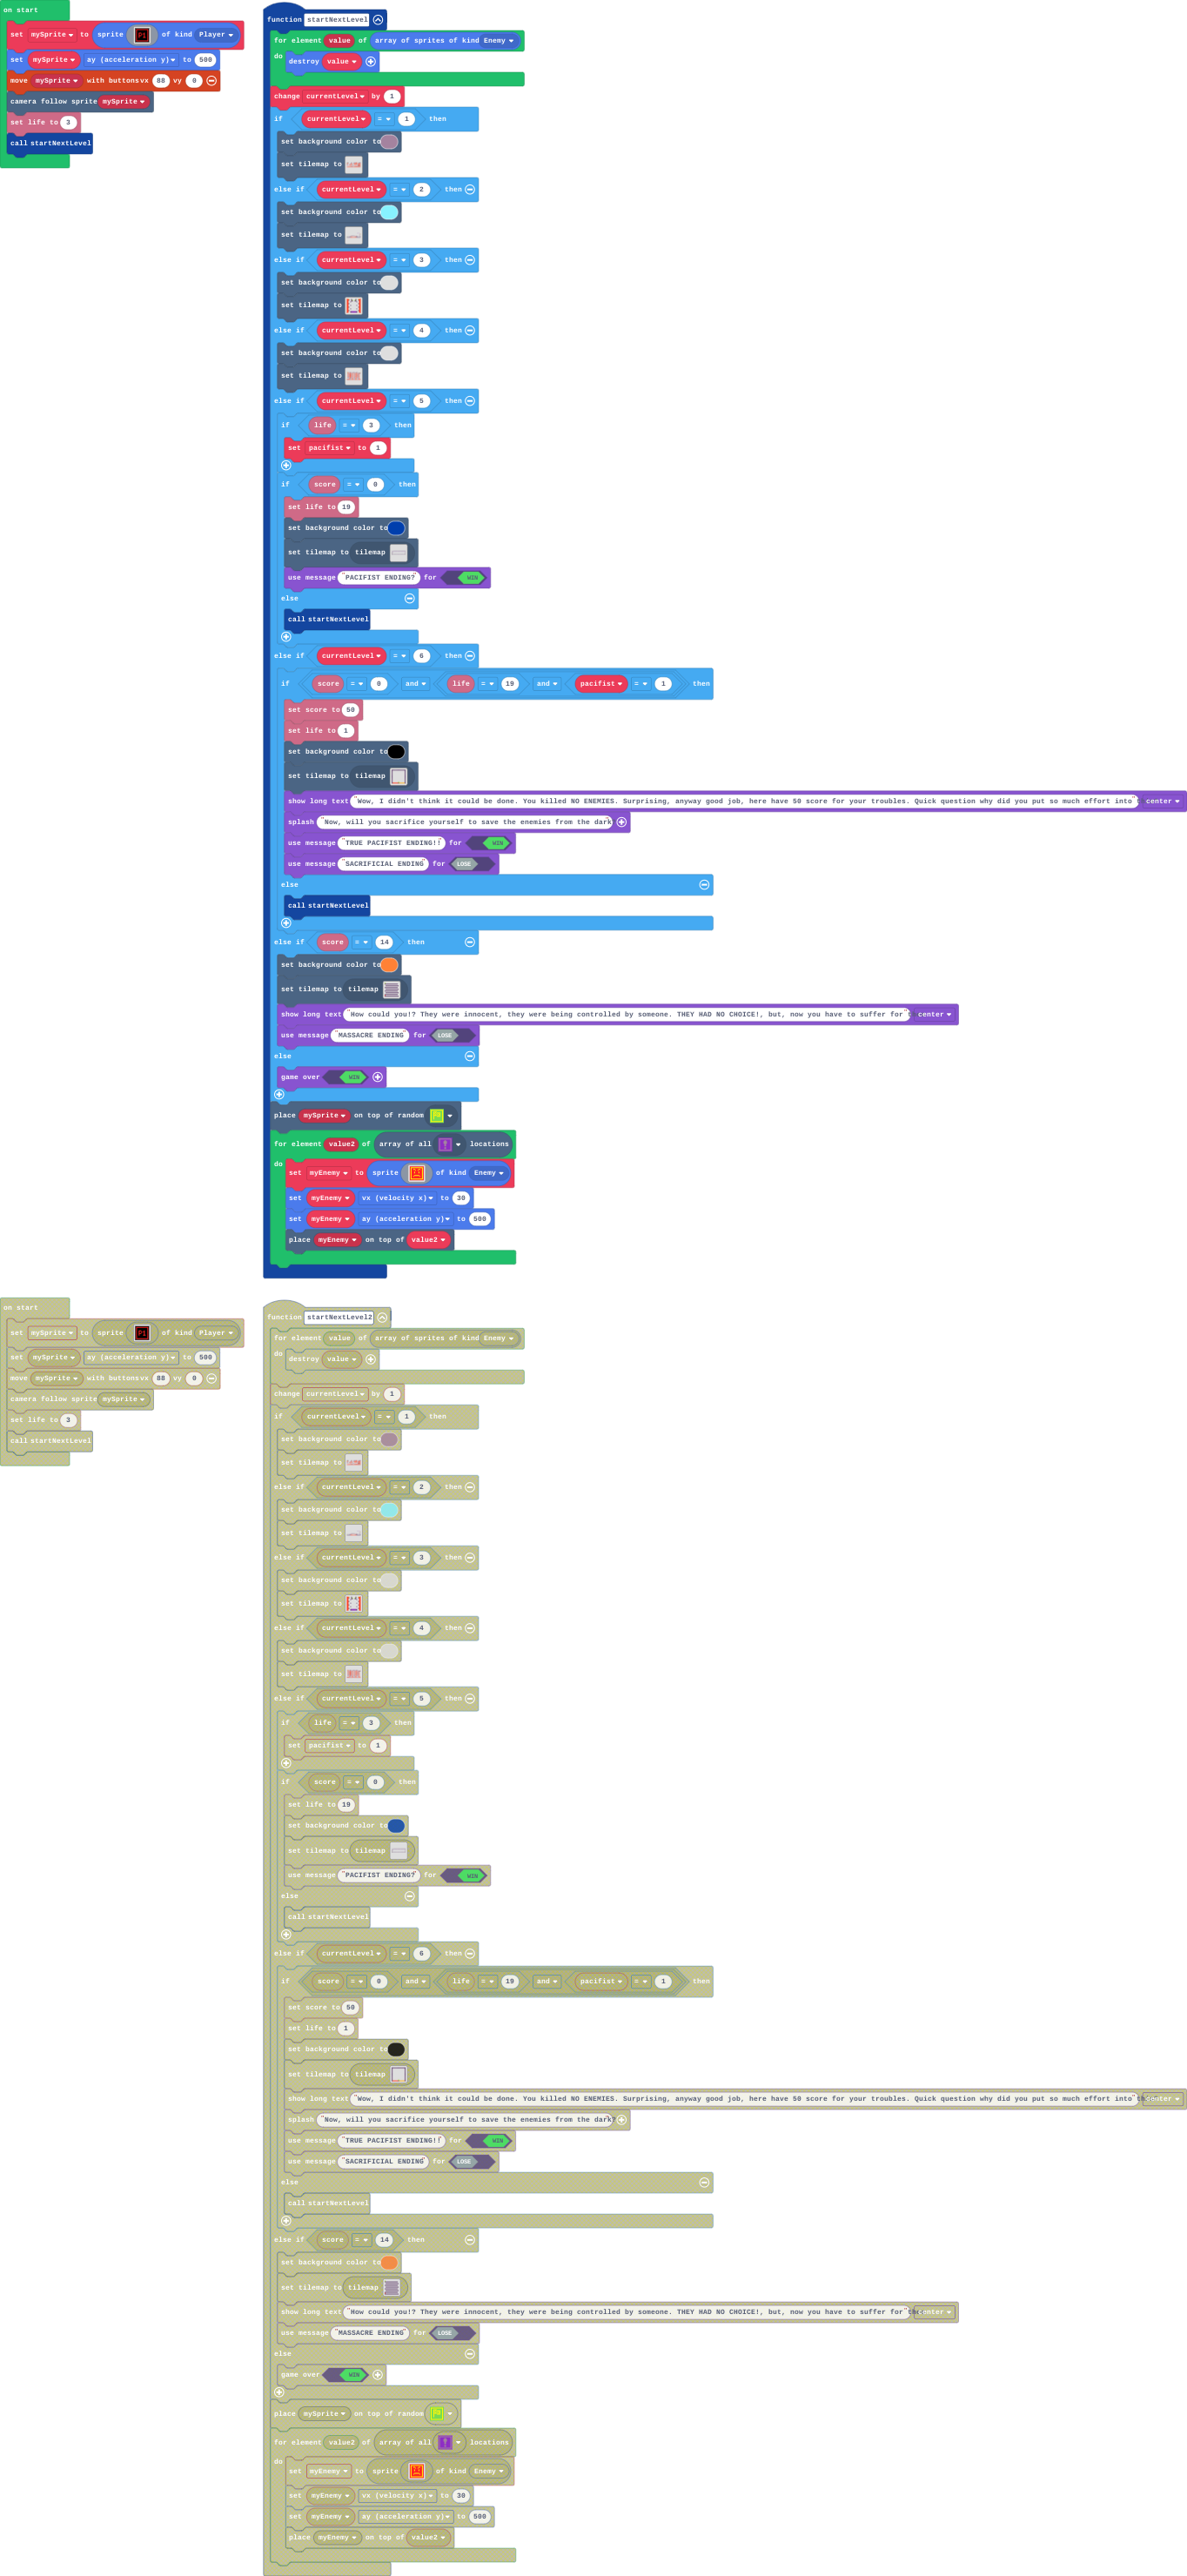 on start
set mySprite to sprite P1 of kind Player
set mySprite ay (acceleration y) to 500
move mySprite with buttons vx 88 vy 0
camera follow sprite mySprite
set life to 3
call startNextLevel
function startNextLevel
for element value of array of sprites of kind Enemy
do
destroy value
change currentLevel by 1
if currentLevel = 1 then
set background color to
set tilemap to
else if currentLevel = 2 then
set background color to
set tilemap to
else if currentLevel = 3 then
set background color to
set tilemap to
else if currentLevel = 4 then
set background color to
set tilemap to
else if currentLevel = 5 then
if life = 3 then
set pacifist to 1
if score = 0 then
set life to 19
set background color to
set tilemap to tilemap
use message "PACIFIST ENDING?" for WIN
else
call startNextLevel
else if currentLevel = 6 then
if score = 0 and life = 19 and pacifist = 1 then
set score to 50
set life to 1
set background color to
set tilemap to tilemap
show long text "Wow, I didn't think it could be done. You killed NO ENEMIES. Surprising, anyway good job, here have 50 score for your troubles. Quick question why did you put so much effort into" center
splash "Now, will you sacrifice yourself to save the enemies from the dark
use message "TRUE PACIFIST ENDING!!" for WIN
use message "SACRIFICIAL ENDING" for LOSE
else
call startNextLevel
else if score = 14 then
set background color to
set tilemap to tilemap
show long text "How could you!? They were innocent, they were being controlled by someone. THEY HAD NO CHOICE!, but, now you have to suffer for" center
use message "MASSACRE ENDING" for LOSE
else
game over WIN
place mySprite on top of random
for element value2 of array of all locations
do
set myEnemy to sprite of kind Enemy
set myEnemy vx (velocity x) to 30
set myEnemy ay (acceleration y) to 500
place myEnemy on top of value2
on start
set mySprite to sprite P1 of kind Player
set mySprite ay (acceleration y) to 500
move mySprite with buttons vx 88 vy 0
camera follow sprite mySprite
set life to 3
call startNextLevel
function startNextLevel2
for element value of array of sprites of kind Enemy
do
destroy value
change currentLevel by 1
if currentLevel = 1 then
set background color to
set tilemap to
else if currentLevel = 2 then
set background color to
set tilemap to
else if currentLevel = 3 then
set background color to
set tilemap to
else if currentLevel = 4 then
set background color to
set tilemap to
else if currentLevel = 5 then
if life = 3 then
set pacifist to 1
if score = 0 then
set life to 19
set background color to
set tilemap to tilemap
use message "PACIFIST ENDING?" for WIN
else
call startNextLevel
else if currentLevel = 6 then
if score = 0 and life = 19 and pacifist = 1 then
set score to 50
set life to 1
set background color to
set tilemap to tilemap
show long text "Wow, I didn't think it could be done. You killed NO ENEMIES. Surprising, anyway good job, here have 50 score for your troubles. Quick question why did you put so much effort into" center
splash "Now, will you sacrifice yourself to save the enemies from the dark?
use message "TRUE PACIFIST ENDING!!" for WIN
use message "SACRIFICIAL ENDING" for LOSE
else
call startNextLevel
else if score = 14 then
set background color to
set tilemap to tilemap
show long text "How could you!? They were innocent, they were being controlled by someone. THEY HAD NO CHOICE!, but, now you have to suffer for" center
use message "MASSACRE ENDING" for LOSE
else
game over WIN
place mySprite on top of random
for element value2 of array of all locations
do
set myEnemy to sprite of kind Enemy
set myEnemy vx (velocity x) to 30
set myEnemy ay (acceleration y) to 500
place myEnemy on top of value2